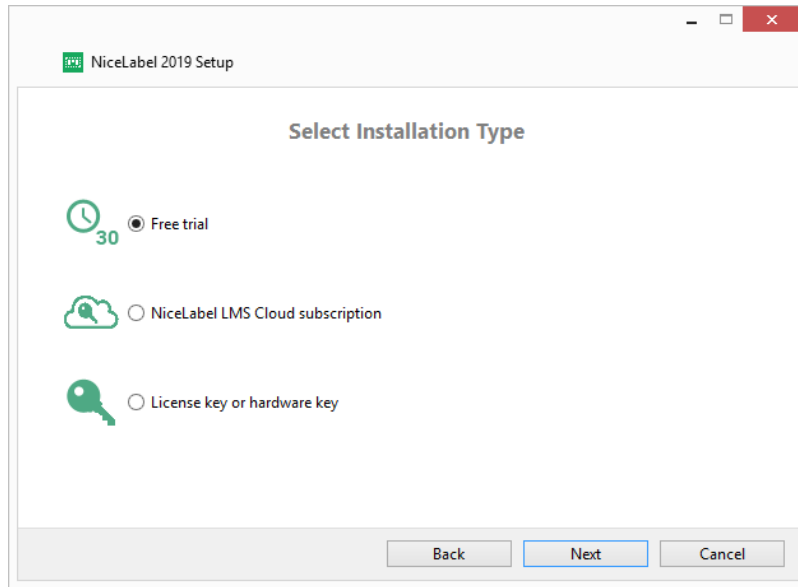 NiceLabel 2019 Setup
Select Installation Type
30
Free trial
NiceLabel LMS Cloud subscription
License key or hardware key
Back Next Cancel